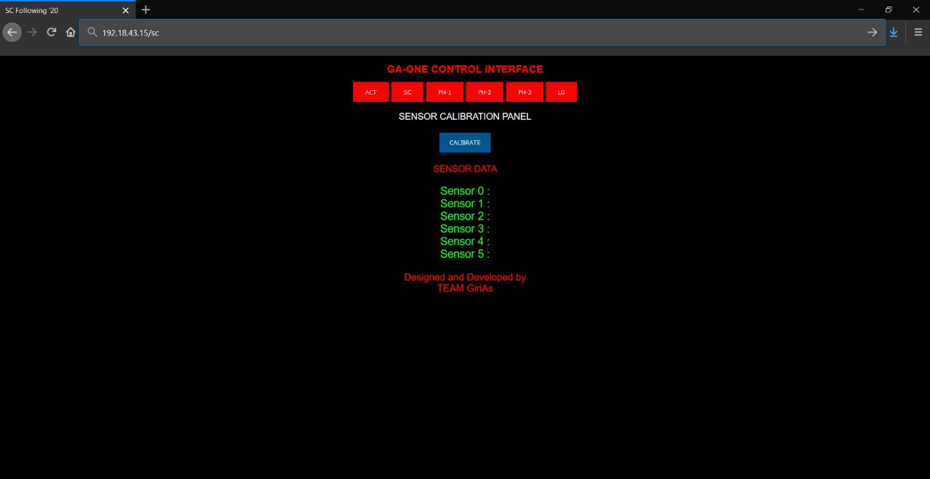 SC Following '20
192.18.43.15/sc
GA-ONE CONTROL INTERFACE
ACT SC PH-1 PH-2 PH-3 LG
SENSOR CALIBRATION PANEL
CALIBRATE
SENSOR DATA
Sensor 0 :
Sensor 1 :
Sensor 2 :
Sensor 3 :
Sensor 4 :
Sensor 5 :
Designed and Developed by
TEAM GiriAs